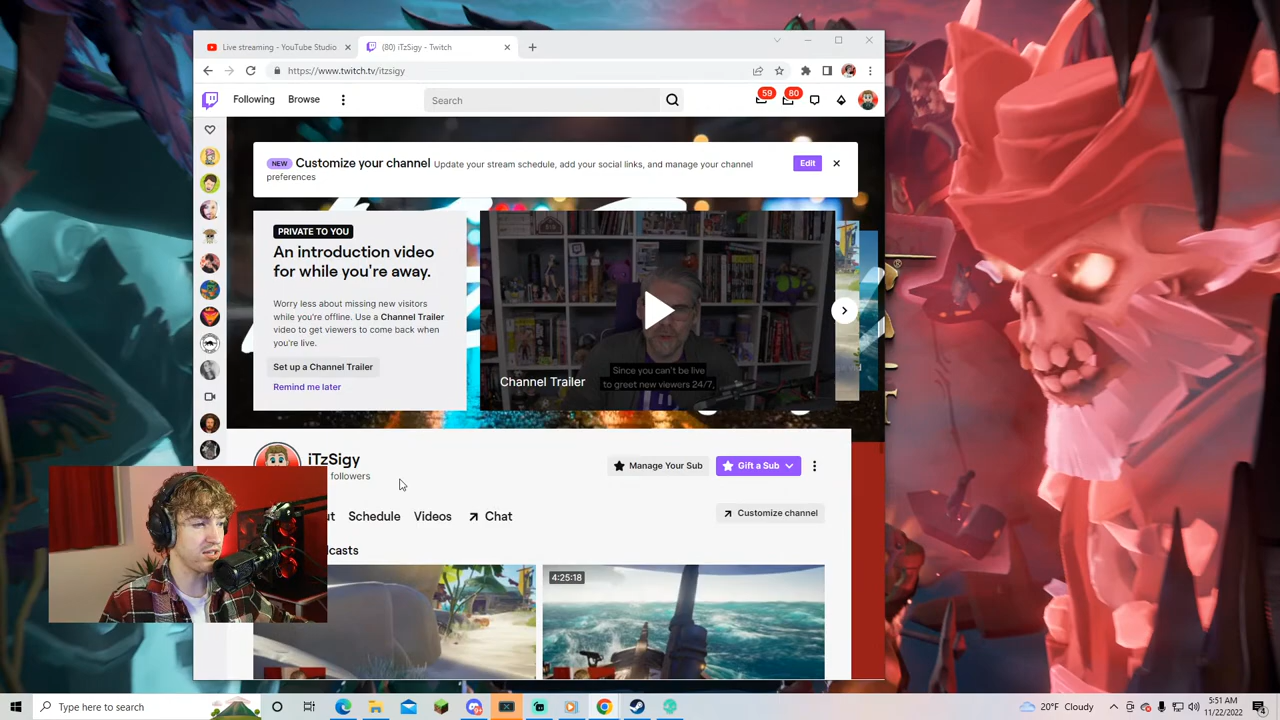 Live streaming - YouTube Studio
(80) iTzSigy - Twitch
https://www.twitch.tv/itzsigy
Following
Browse
Search
59
80
NEW
Customize your channel Update your stream schedule, add your social links, and manage your channel
preferences
Edit
PRIVATE TO YOU
An introduction video
for while you're away.
Worry less about missing new visitors
while you're offline. Use a Channel Trailer
video to get viewers to come back when
you're live.
Set up a Channel Trailer
Remind me later
Since you can't be live
to greet new viewers 24/7,
Channel Trailer
iTzSigy
followers
Manage Your Sub
Gift a Sub
Schedule
Videos
Chat
Customize channel
4:25:18
Type here to search
20°F Cloudy
5:51 AM
11/22/2022
4